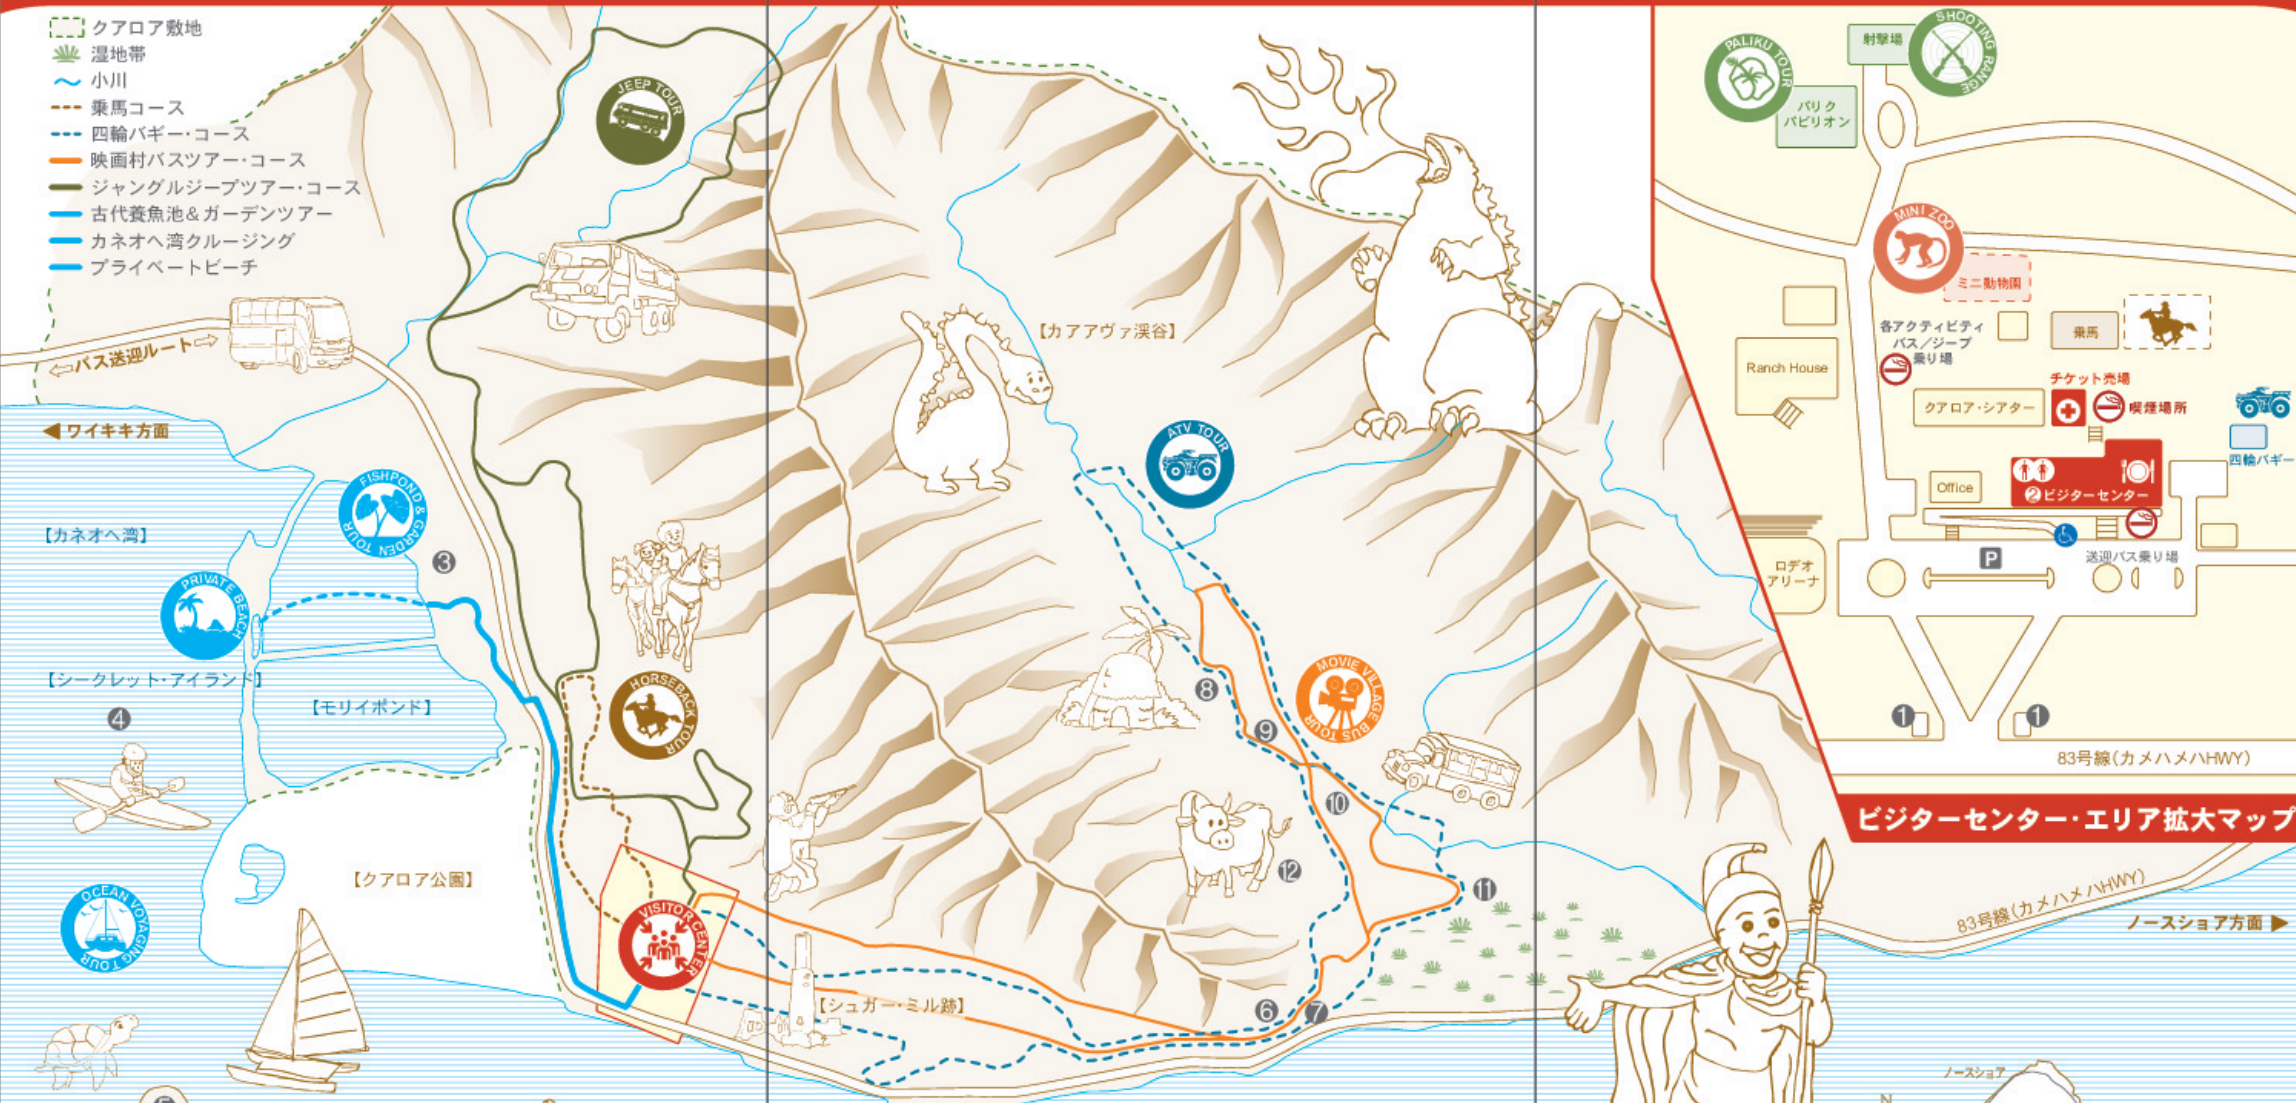 クアロア敷地
湿地帯
小川
乗馬コース
四輪バギー・コース
映画村バスツアー・コース
ジャングルジープツアー・コース
古代養魚池&ガーデンツアー
カネオヘ湾クルージング
プライベートビーチ
JEEP TOUR
⇦バス送迎ルート⇨
◀ワイキキ方面
【カネオヘ湾】
FISHPOND & GARDEN TOUR
3
PRIVATE BEACH
【シークレット・アイランド】
4
【モリイポンド】
HORSEBACK TOUR
【クアロア公園】
OCEAN VOYAGING TOUR
VISITOR CENTER
5
【カアアヴァ渓谷】
ATV TOUR
MOVIE VILLAGE BUS TOUR
8
9
10
12
11
【シュガー・ミル跡】
6
7
PALIKU TOUR
射撃場
SHOOTING RANGE
パリク
パビリオン
MINI ZOO
ミニ動物園
各アクティビティ
バス/ジープ
乗り場
乗馬
Ranch House
チケット売場
クアロア・シアター
喫煙場所
四輪バギー
Office
2 ビジターセンター
ロデオ
アリーナ
P
送迎バス乗り場
1
1
83号線(カメハメハHWY)
ビジターセンター・エリア拡大マップ
83号線(カメハメハHWY)
ノースショア方面▶
ノースショア
N